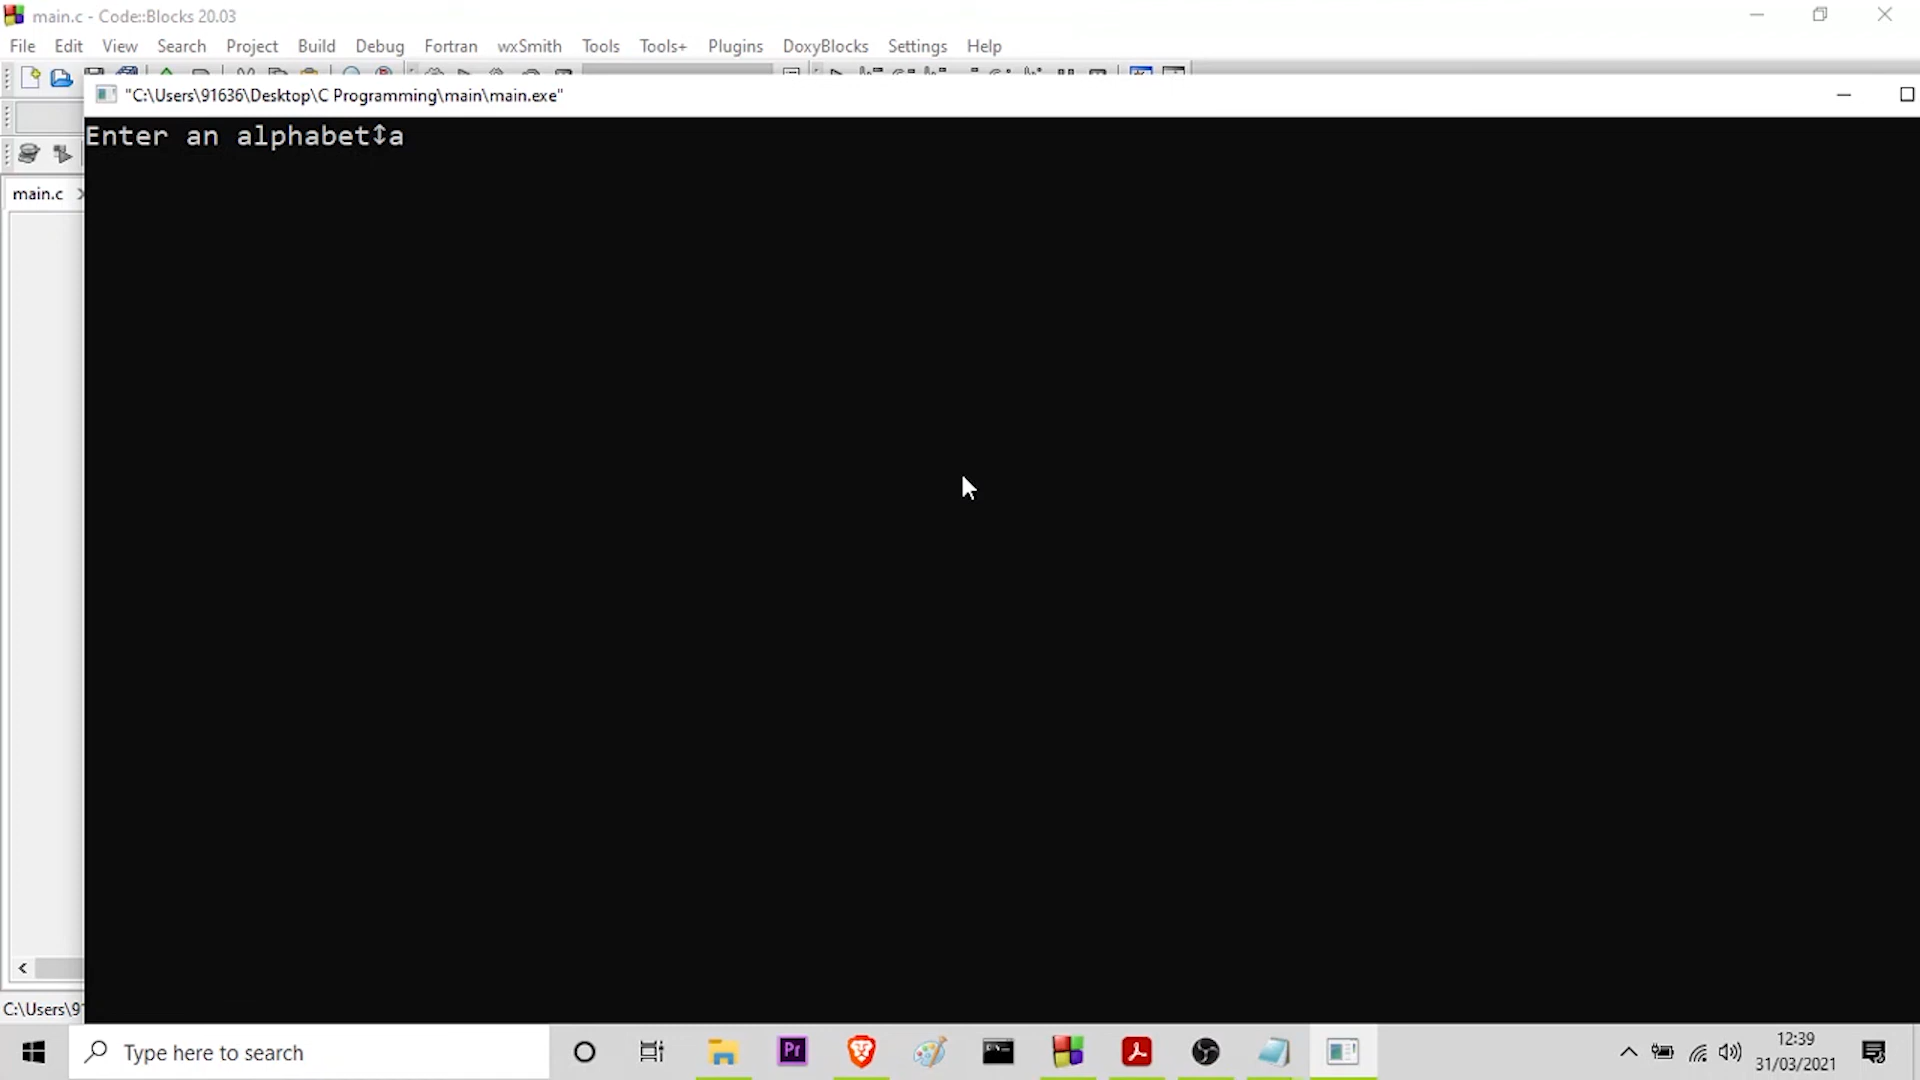 main.c - Code::Blocks 20.03
File Edit View Search Project Build Debug Fortran wxSmith Tools Tools+ Plugins DoxyBlocks Settings Help
"C:\Users\91636\Desktop\C Programming\main\main.exe"
Enter an alphabet↕a
main.c
C:\Users\9
Type here to search
Pr
12:39
31/03/2021